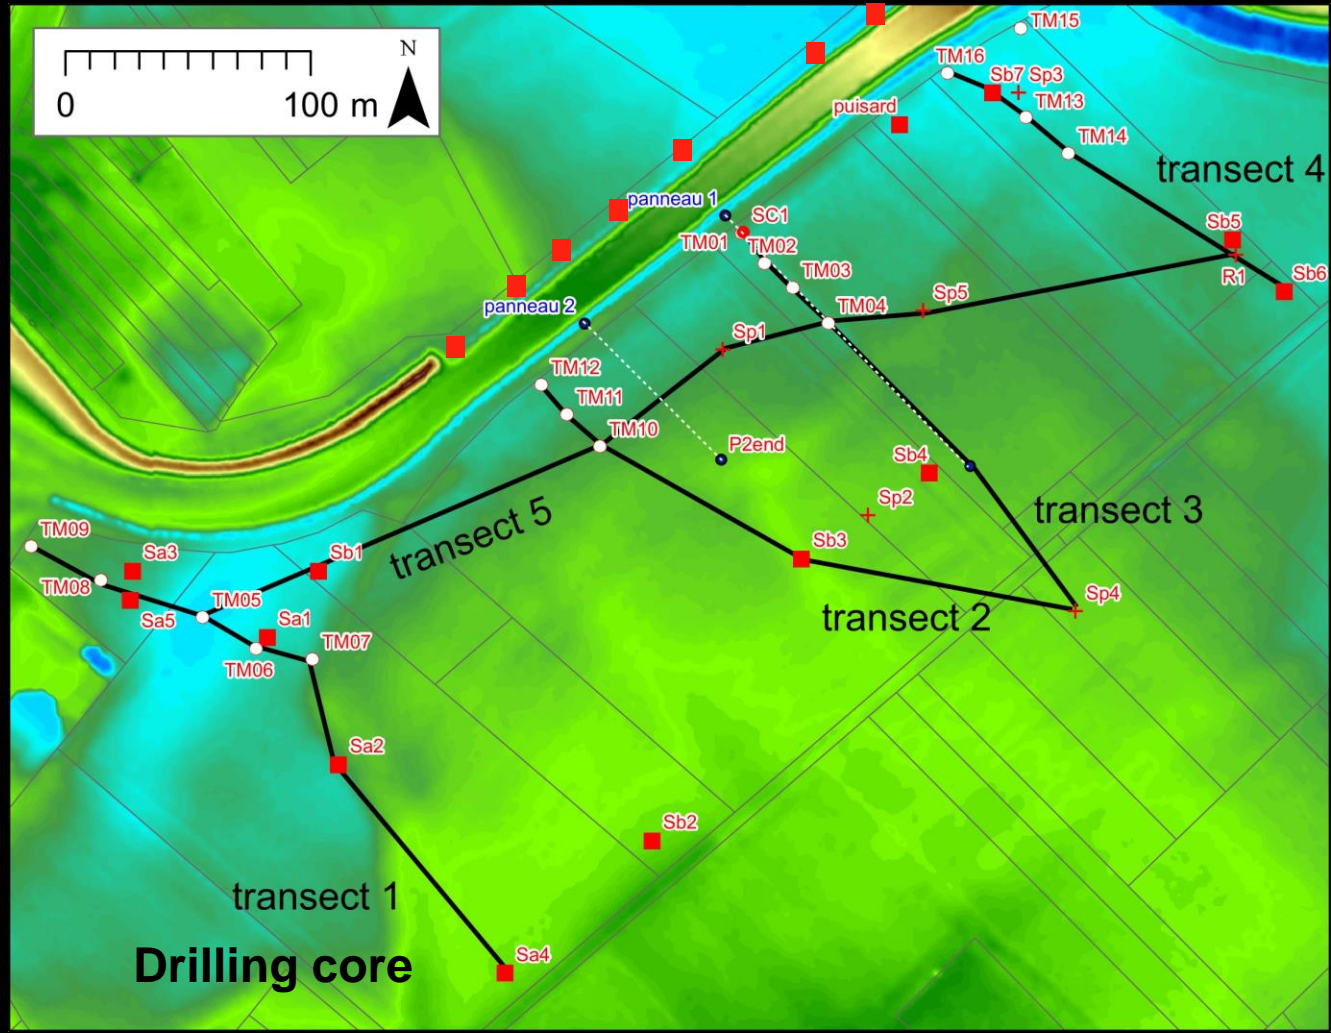 TM15
N
TM16
Sb7 Sp3
0 100 m
puisard
TM13
TM14
transect 4
panneau 1
SC1
Sb5
TM01 TM02
TM03
R1
Sb6
panneau 2
Sp5
TM04
Sp1
TM12
TM11
TM10
P2end
Sb4
Sp2
transect 3
transect 5
TM09
Sb3
Sa3
Sb1
TM08
Sp4
TM05
Sa5
Sa1
transect 2
TM07
TM06
Sa2
Sb2
transect 1
Sa4
Drilling core